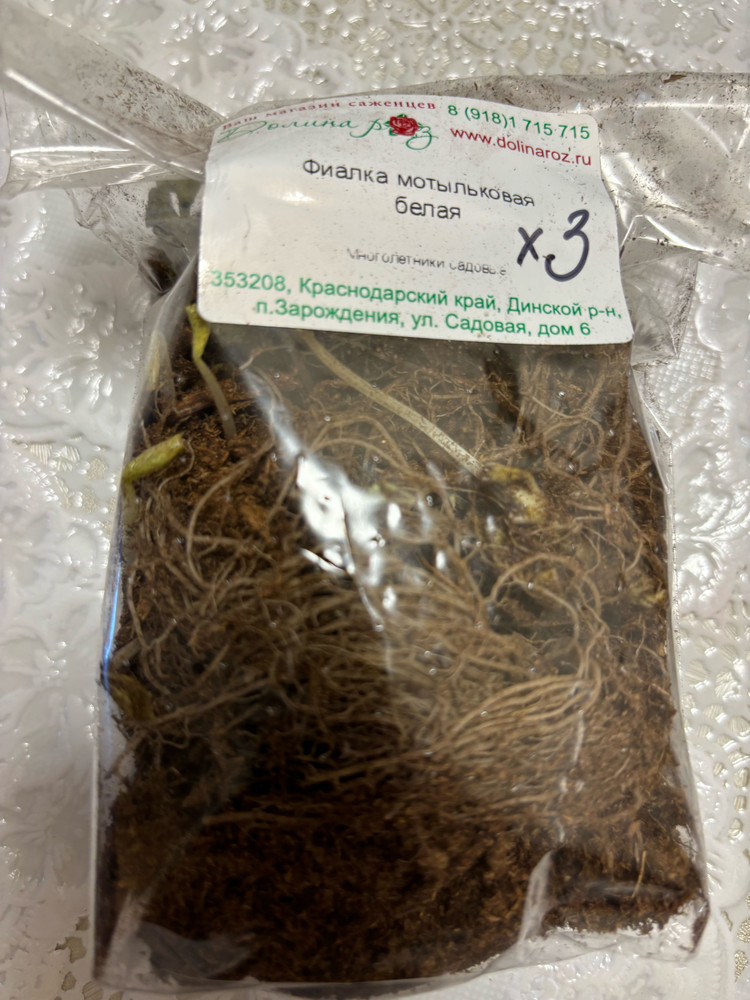 Ваш магазин саженцев
Долина роз
8 (918)1 715 715
www.dolinaroz.ru
Фиалка мотыльковая
белая
x3
Многолетники садовые
353208, Краснодарский край, Динской р-н,
п.Зарождения, ул. Садовая, дом 6